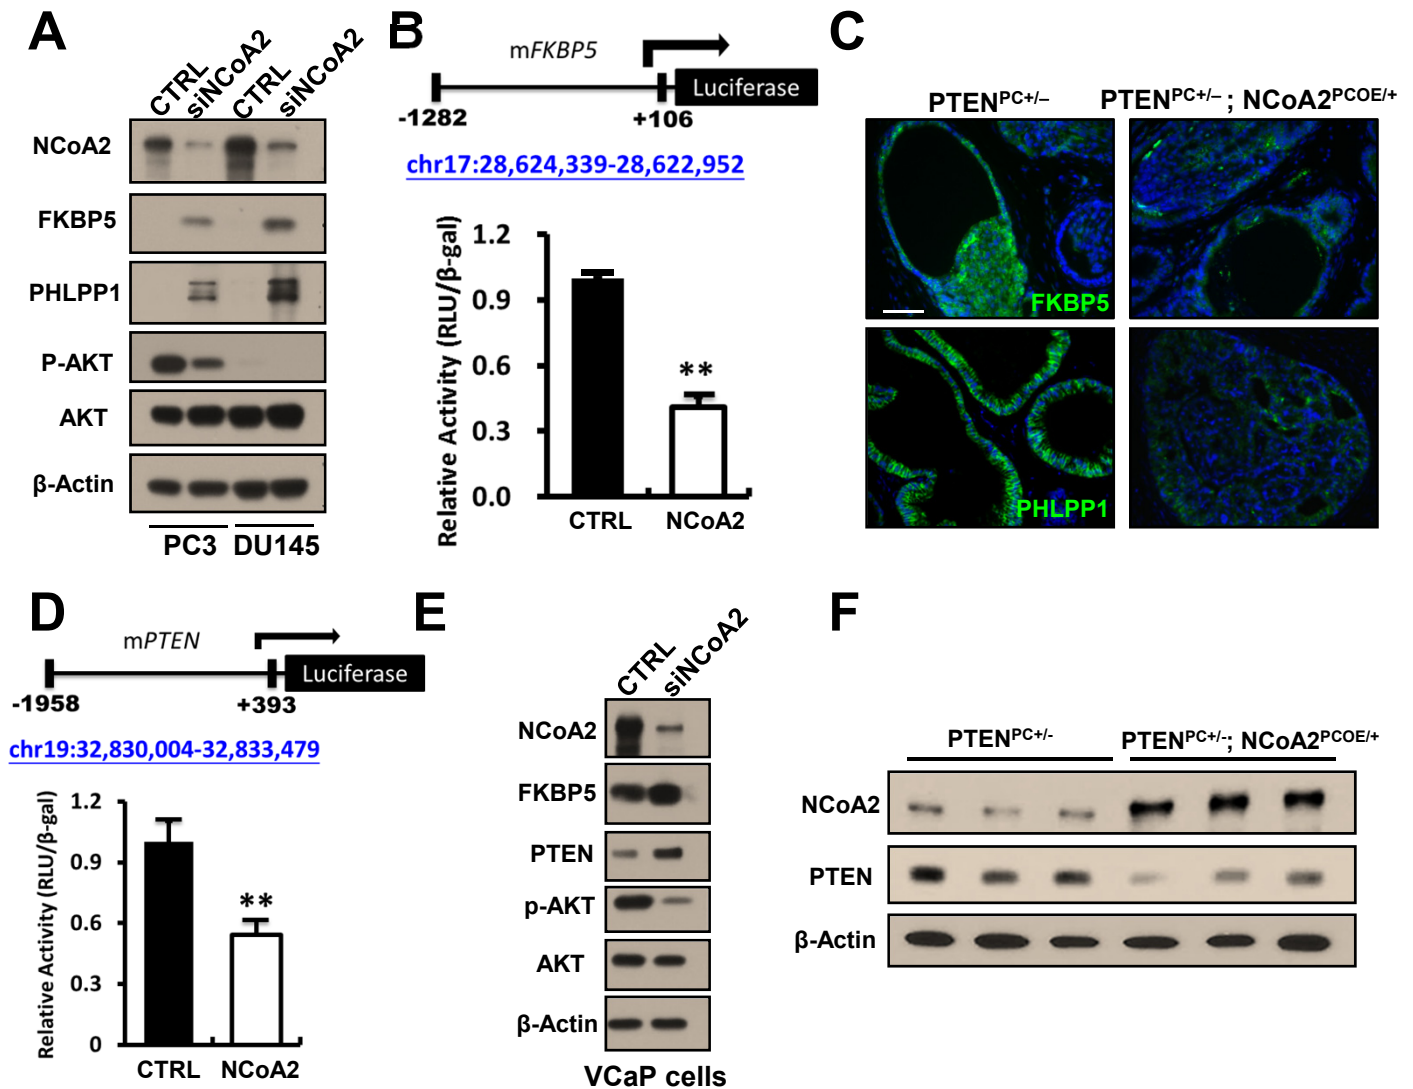 A
CTRL
siNCoA2
CTRL
siNCoA2
NCoA2
FKBP5
PHLPP1
P-AKT
AKT
β-Actin
PC3 DU145
B
mFKBP5
Luciferase
-1282
+106
chr17:28,624,339-28,622,952
Relative Activity (RLU/β-gal)
1.2
0.9
0.6
0.3
0.0
**
CTRL NCoA2
C
PTENPC+/– PTENPC+/– ; NCoA2PCOE/+
FKBP5
PHLPP1
D
mPTEN
Luciferase
-1958
+393
chr19:32,830,004-32,833,479
Relative Activity (RLU/β-gal)
1.2
0.9
0.6
0.3
0
**
CTRL NCoA2
E
CTRL
siNCoA2
NCoA2
FKBP5
PTEN
p-AKT
AKT
β-Actin
VCaP cells
F
PTENPC+/- PTENPC+/-; NCoA2PCOE/+
NCoA2
PTEN
β-Actin